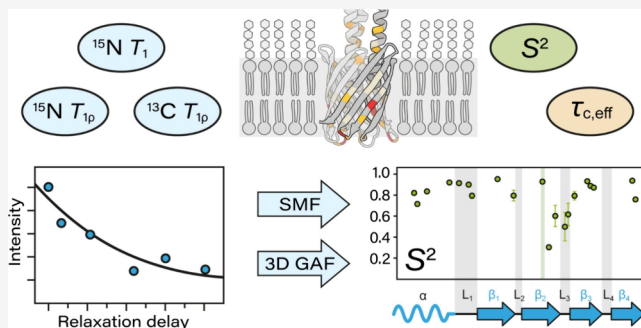 ¹⁵N T₁
¹⁵N T₁ρ
¹³C T₁ρ
S²
τc,eff
Intensity
Relaxation delay
SMF
3D GAF
1.0
0.8
0.6
0.4
0.2
S²
α
L₁
β₁
L₂
β₂
L₃
β₃
L₄
β₄